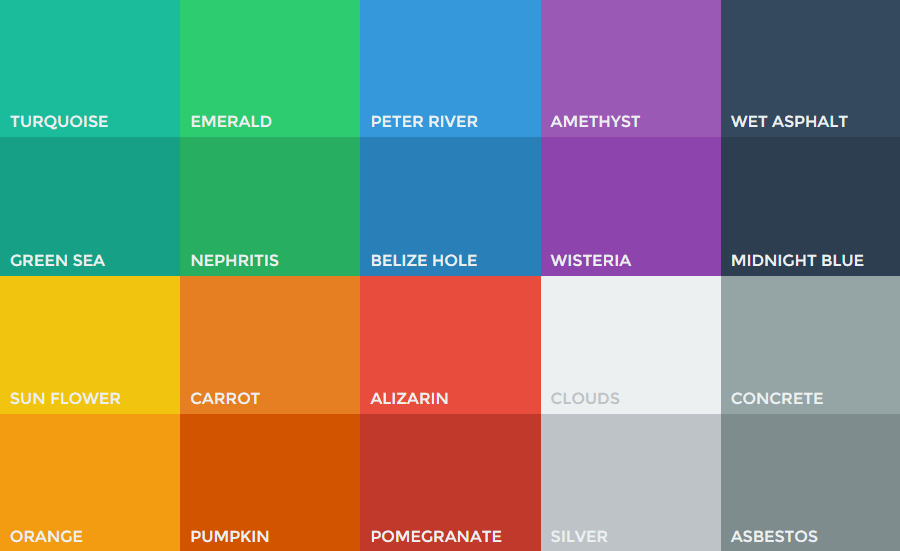 TURQUOISE
EMERALD
PETER RIVER
AMETHYST
WET ASPHALT
GREEN SEA
NEPHRITIS
BELIZE HOLE
WISTERIA
MIDNIGHT BLUE
SUN FLOWER
CARROT
ALIZARIN
CLOUDS
CONCRETE
ORANGE
PUMPKIN
POMEGRANATE
SILVER
ASBESTOS